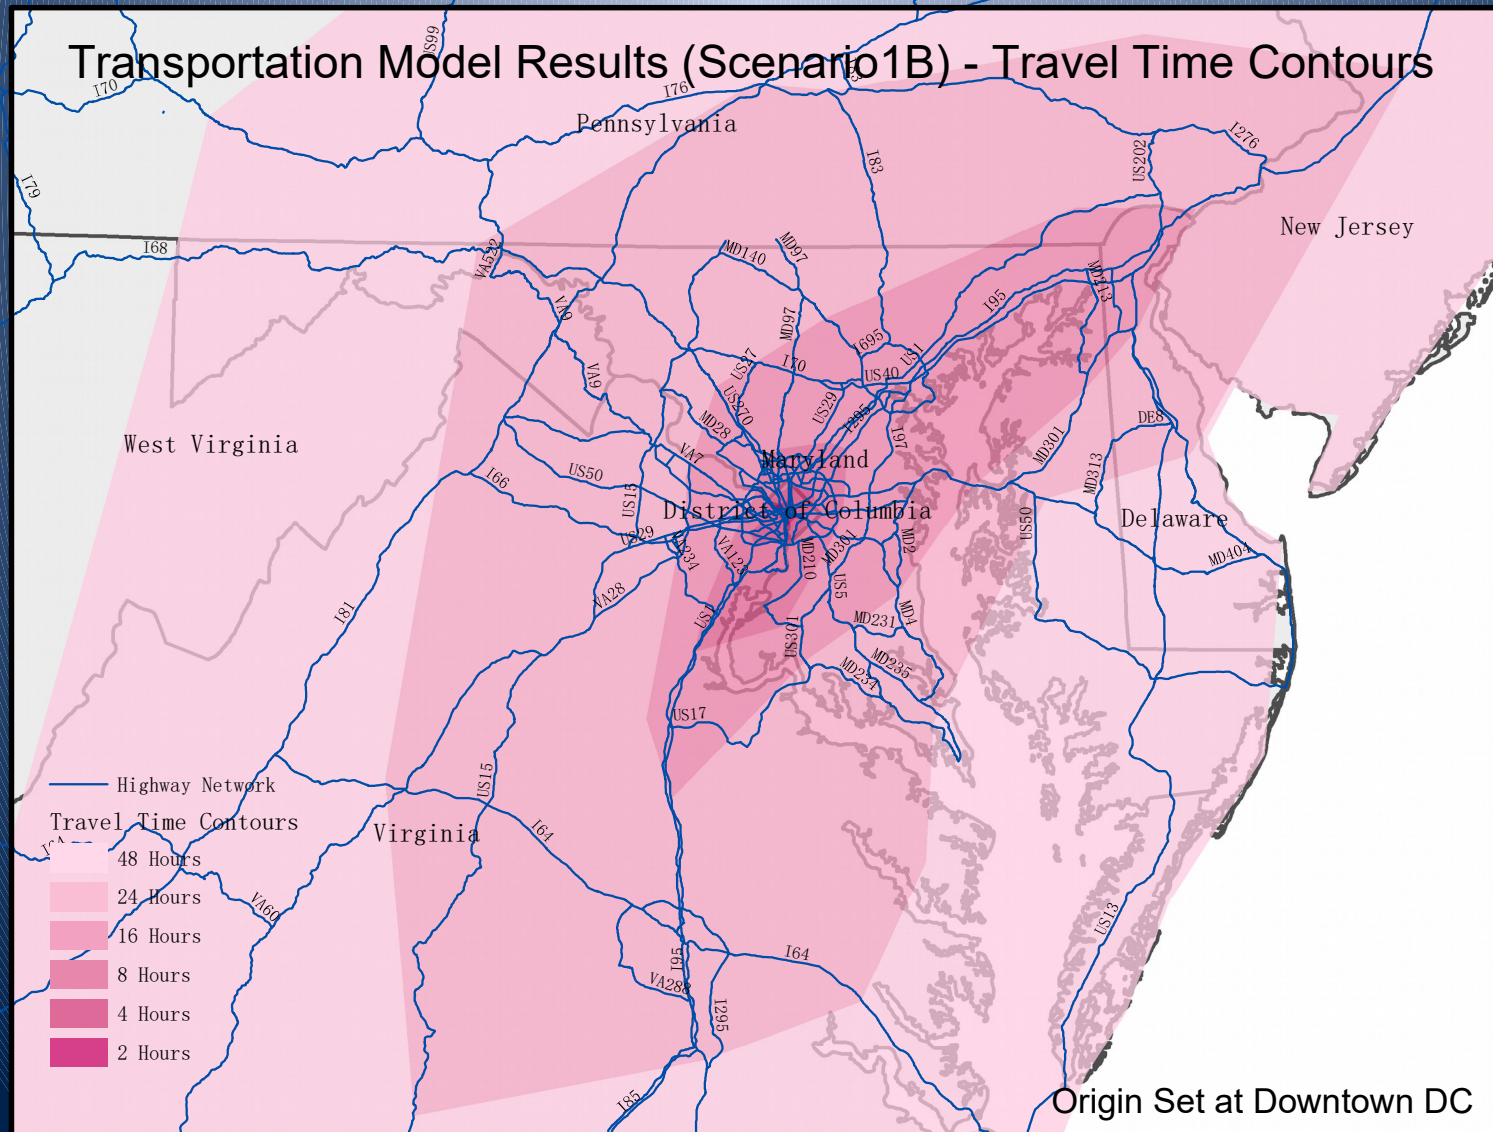 US99
Transportation Model Results (Scenario1B) - Travel Time Contours
I70
I76
Pennsylvania
I276
I83
US202
I79
New Jersey
I68
MD140
MD97
VA522
MD213
I95
VA9
MD97
I695
US1
US27
I70
VA9
US40
US270
US29
I295
MD28
DE8
I97
West Virginia
MD301
VA7
Maryland
I66
US50
MD313
US15
District of Columbia
US50
Delaware
US29
VA234
VA123
MD210
MD301
MD2
MD404
VA28
US5
I81
US1
MD4
MD231
US301
MD235
MD234
US17
Highway Network
US15
Travel Time Contours
Virginia
I64
I64
48 Hours
24 Hours
VA60
US13
16 Hours
I95
I64
8 Hours
VA288
4 Hours
I295
2 Hours
I85
Origin Set at Downtown DC